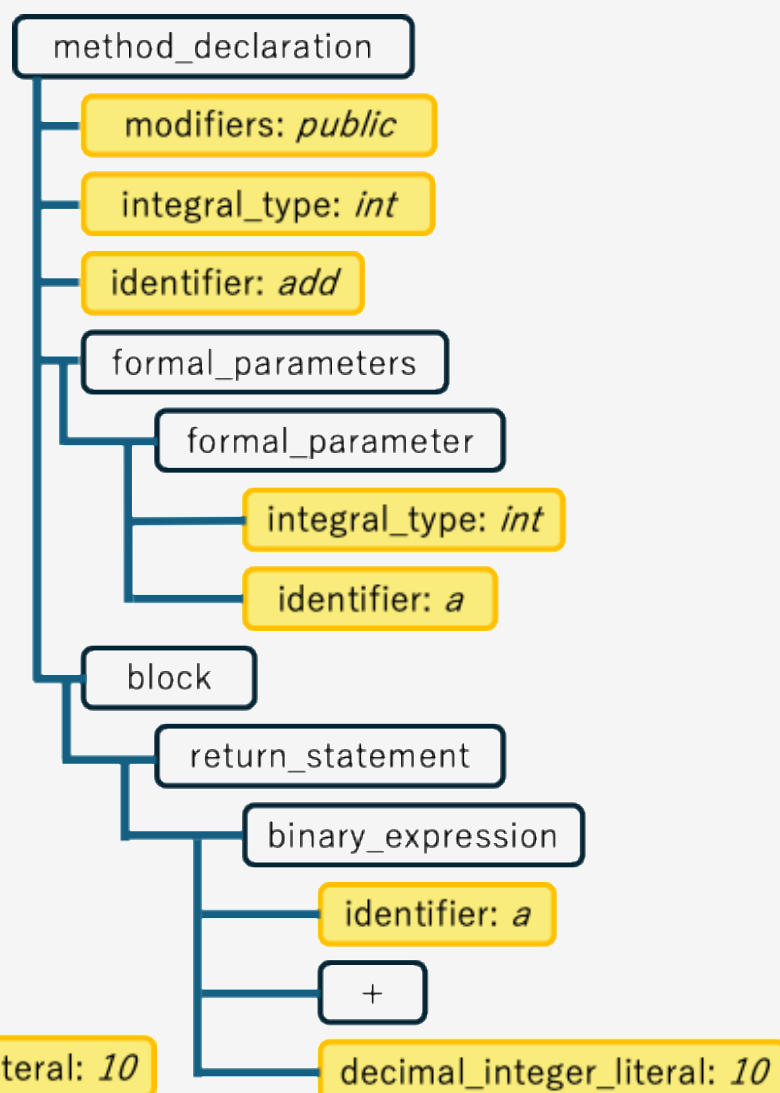 method_declaration
modifiers: public
integral_type: int
identifier: add
formal_parameters
formal_parameter
integral_type: int
identifier: a
block
return_statement
binary_expression
identifier: a
+
teral: 10
decimal_integer_literal: 10